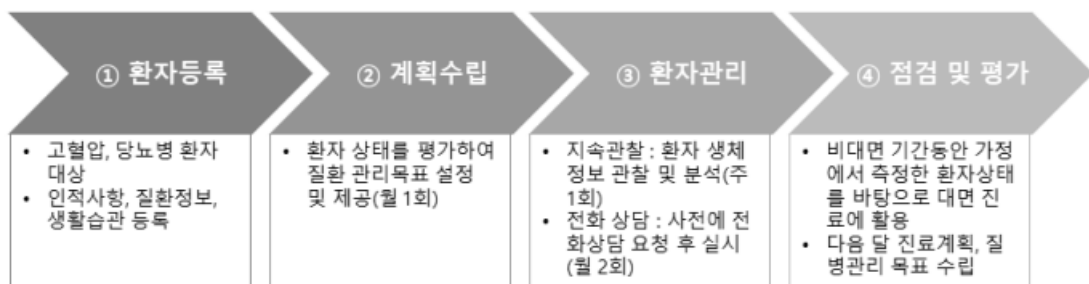 ① 환자등록
• 고혈압, 당뇨병 환자
대상
• 인적사항, 질환정보,
생활습관 등록
② 계획수립
• 환자 상태를 평가하여
질환 관리목표 설정
및 제공(월 1회)
③ 환자관리
• 지속관찰 : 환자 생체
정보 관찰 및 분석(주
1회)
• 전화 상담 : 사전에 전
화상담 요청 후 실시
(월 2회)
④ 점검 및 평가
• 비대면 기간동안 가정
에서 측정한 환자상태
를 바탕으로 대면 진
료에 활용
• 다음 달 진료계획, 질
병관리 목표 수립